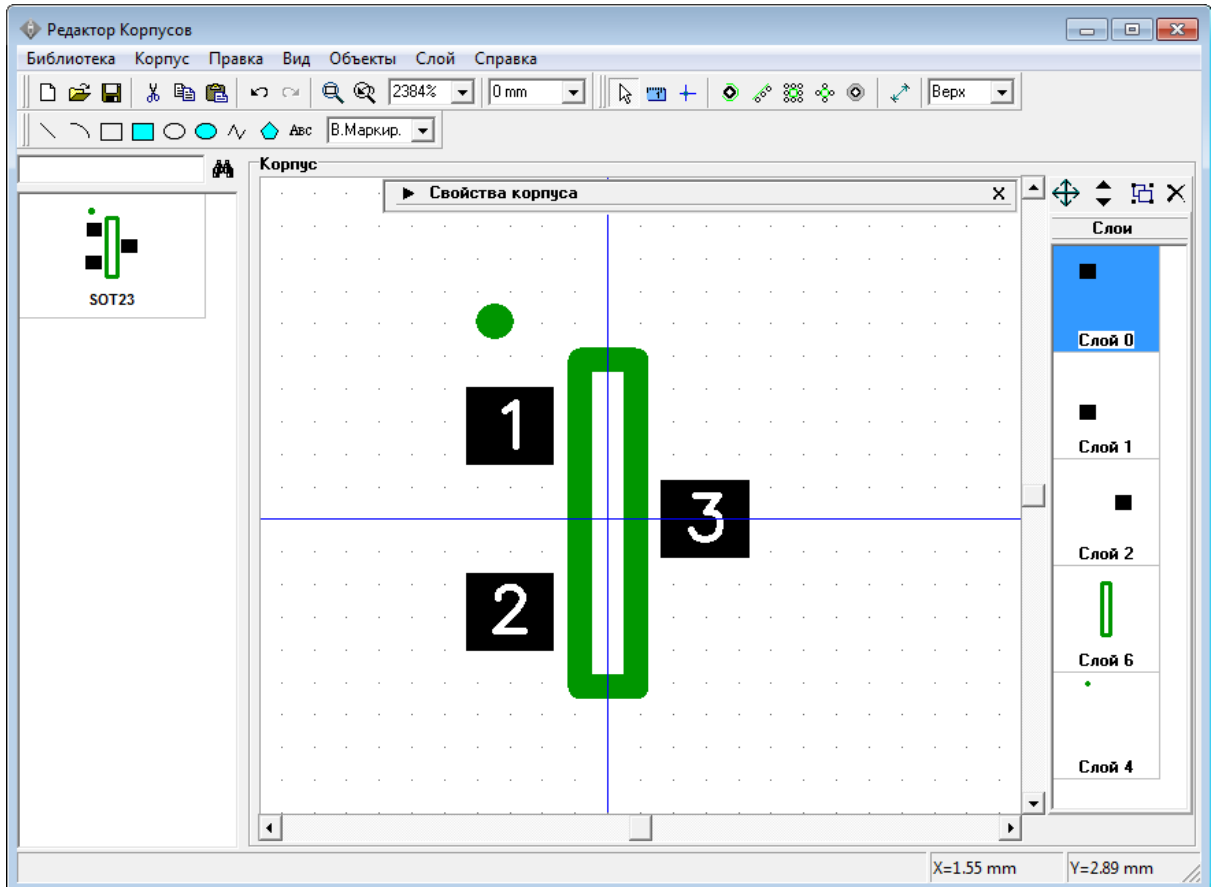 Редактор Корпусов
Библиотека Корпус Правка Вид Объекты Слой Справка
2384% 0 mm Верх
АВС В.Маркир.
Корпус
Свойства корпуса X
Слои
SOT23
1
2
3
Слой 0
Слой 1
Слой 2
Слой 6
Слой 4
X=1.55 mm Y=2.89 mm